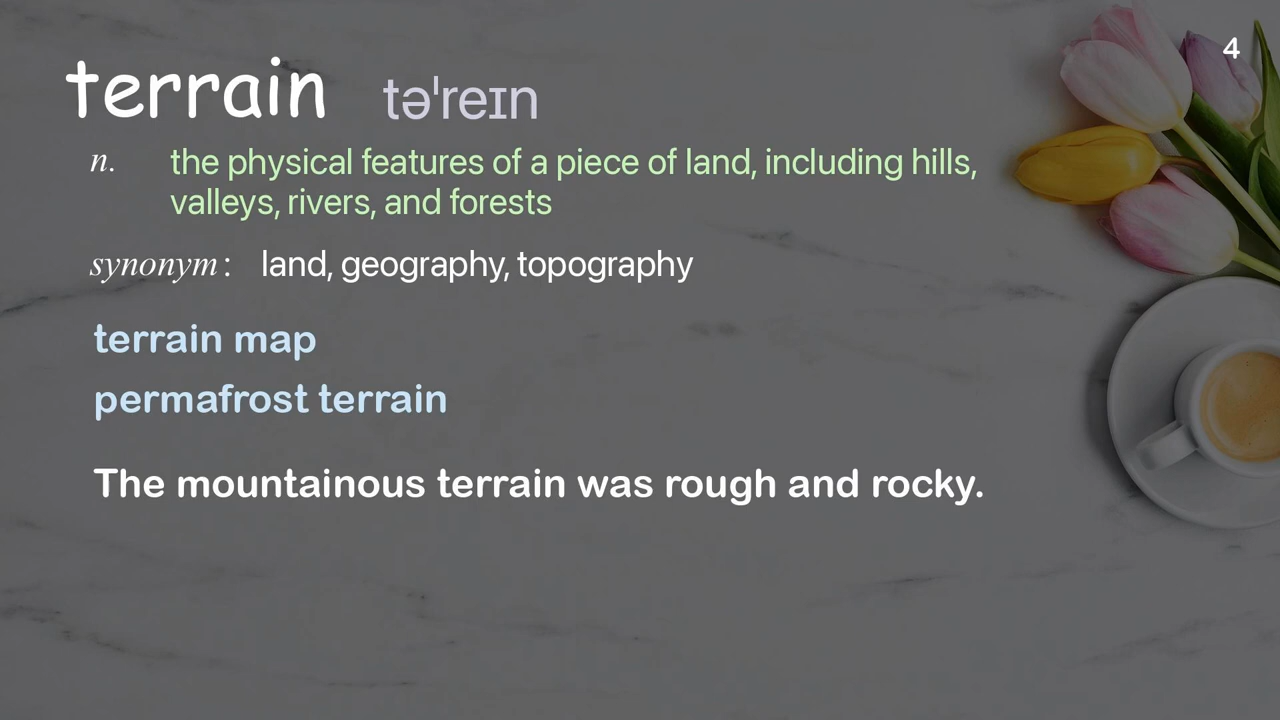 4
terrain təˈreɪn
n. the physical features of a piece of land, including hills,
valleys, rivers, and forests
synonym : land, geography, topography
terrain map
permafrost terrain
The mountainous terrain was rough and rocky.